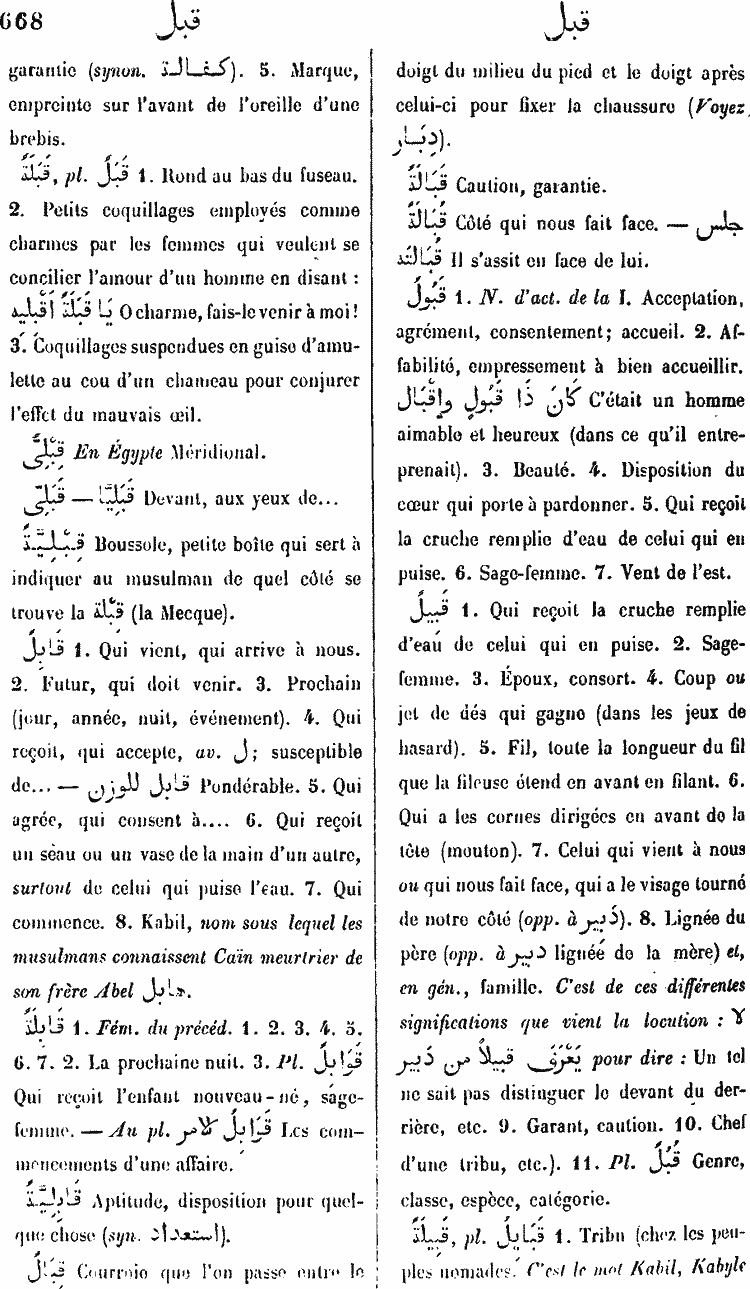 668
قبل
قبل
garantie (synon. كفالة). 5. Marque,
empreinte sur l'avant de l'oreille d'une
brebis.
قَبَلَةٌ, pl. قَبَلٌ 1. Rond au bas du fuseau.
2. Petits coquillages employés comme
charmes par les femmes qui veulent se
concilier l'amour d'un homme en disant :
يَا قَبَلَةُ أَقْبِلِيهِ O charme, fais-le venir à moi!
3. Coquillages suspendues en guise d'amu-
lette au cou d'un chameau pour conjurer
l'effet du mauvais œil.
قِبْلِىٌّ En Égypte Méridional.
قِبَلِيًّا — قِبَلِىٌّ Devant, aux yeux de...
قِبْلِيَّةٌ Boussole, petite boîte qui sert à
indiquer au musulman de quel côté se
trouve la قبلة (la Mecque).
قَابِلٌ 1. Qui vient, qui arrive à nous.
2. Futur, qui doit venir. 3. Prochain
(jour, année, nuit, événement). 4. Qui
reçoit, qui accepte, av. ل; susceptible
de... — قابل للوزن Pondérable. 5. Qui
agrée, qui consent à.... 6. Qui reçoit
un seau ou un vase de la main d'un autre,
surtout de celui qui puise l'eau. 7. Qui
commence. 8. Kabil, nom sous lequel les
musulmans connaissent Caïn meurtrier de
son frère Abel هابل.
قَابِلَةٌ 1. Fém. du précéd. 1. 2. 3. 4. 5.
6. 7. 2. La prochaine nuit. 3. Pl. قَوَابِلُ
Qui reçoit l'enfant nouveau-né, sage-
femme. — Au pl. قَوَابِلُ الامر Les com-
mencements d'une affaire.
قَابِلِيَّةٌ Aptitude, disposition pour quel-
que chose (syn. استعداد).
قِبَالٌ Courroie que l'on passe entre le
doigt du milieu du pied et le doigt après
celui-ci pour fixer la chaussure (Voyez
دِبَار).
قَبَالَةٌ Caution, garantie.
قُبَالَةٌ Côté qui nous fait face. — جلس
قُبَالَتَهُ Il s'assit en face de lui.
قَبُولٌ 1. N. d'act. de la I. Acceptation,
agrément, consentement; accueil. 2. Af-
fabilité, empressement à bien accueillir.
كَانَ ذَا قَبُولٍ وإقْبَال C'était un homme
aimable et heureux (dans ce qu'il entre-
prenait). 3. Beauté. 4. Disposition du
cœur qui porte à pardonner. 5. Qui reçoit
la cruche remplie d'eau de celui qui en
puise. 6. Sage-femme. 7. Vent de l'est.
قَبِيلٌ 1. Qui reçoit la cruche remplie
d'eau de celui qui en puise. 2. Sage-
femme. 3. Époux, consort. 4. Coup ou
jet de dés qui gagne (dans les jeux de
hasard). 5. Fil, toute la longueur du fil
que la fileuse étend en avant en filant. 6.
Qui a les cornes dirigées en avant de la
tête (mouton). 7. Celui qui vient à nous
ou qui nous fait face, qui a le visage tourné
de notre côté (opp. à دَبِير). 8. Lignée du
père (opp. à دبير lignée de la mère) et,
en gén., famille. C'est de ces différentes
significations que vient la locution : لا
يَعْرِفُ قبيلاً من دَبير pour dire : Un tel
ne sait pas distinguer le devant du der-
rière, etc. 9. Garant, caution. 10. Chef
d'une tribu, etc.). 11. Pl. قُبُلٌ Genre,
classe, espèce, catégorie.
قَبِيلَةٌ, pl. قَبَايِلُ 1. Tribu (chez les peu-
ples nomades. C'est le mot Kabil, Kabyle